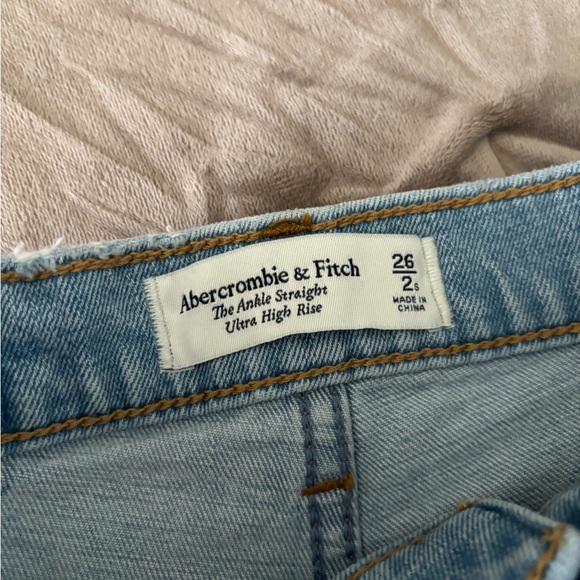 Abercrombie & Fitch
The Ankle Straight
Ultra High Rise
26
2s
MADE IN
CHINA